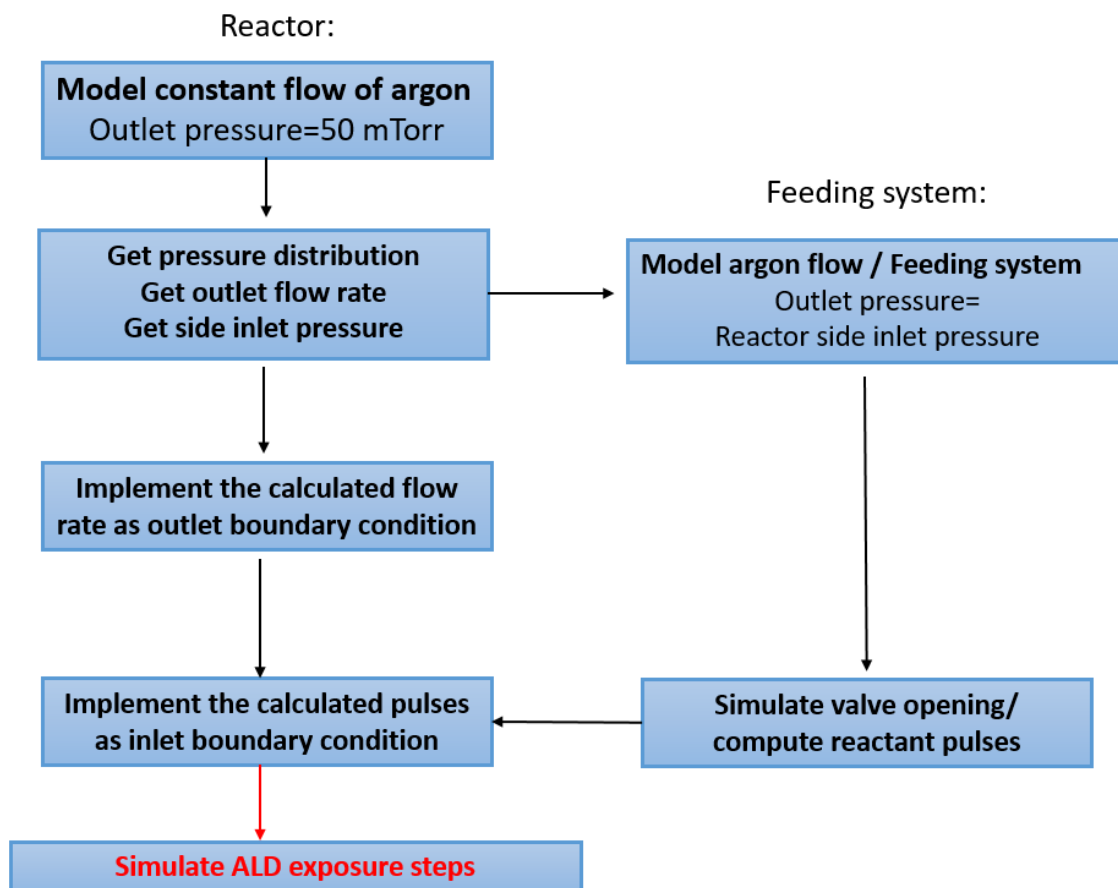 Reactor:
Model constant flow of argon
Outlet pressure=50 mTorr
Feeding system:
Get pressure distribution
Get outlet flow rate
Get side inlet pressure
Model argon flow / Feeding system
Outlet pressure=
Reactor side inlet pressure
Implement the calculated flow
rate as outlet boundary condition
Implement the calculated pulses
as inlet boundary condition
Simulate valve opening/
compute reactant pulses
Simulate ALD exposure steps